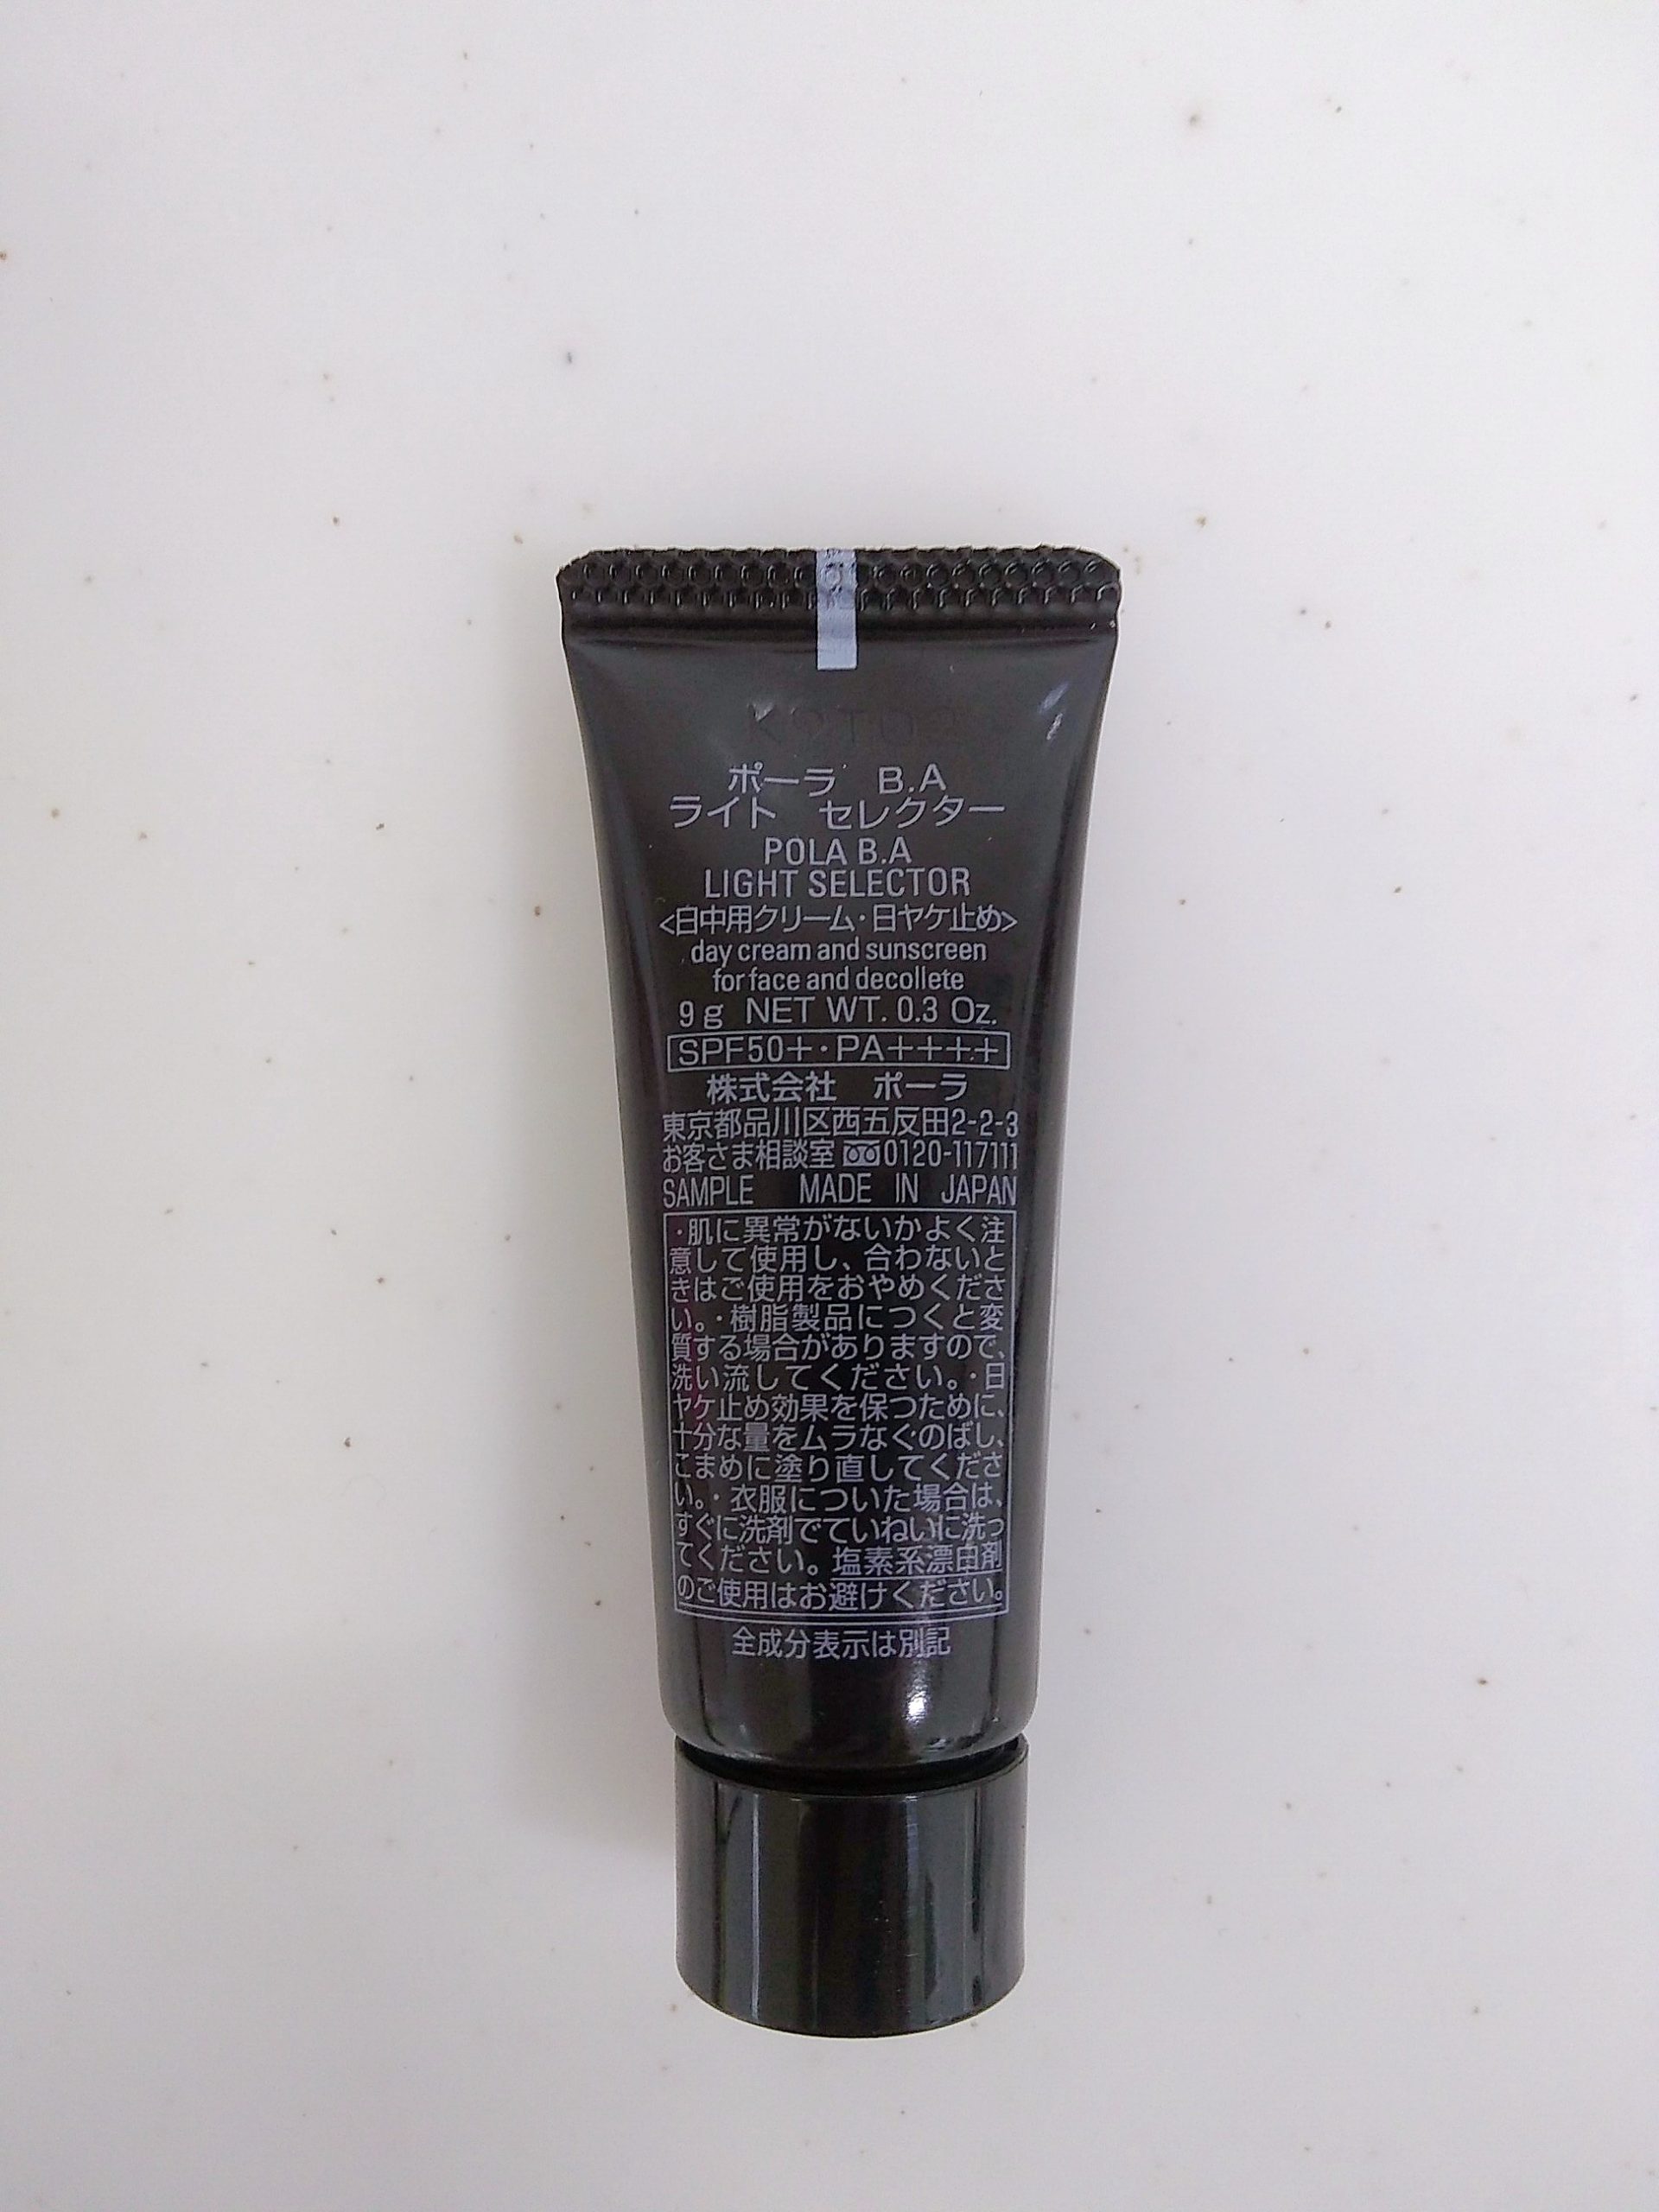 ポーラ B.A
ライト セレクター
POLA B.A
LIGHT SELECTOR
<日中用クリーム・日ヤケ止め>
day cream and sunscreen
for face and decollete
9g NET WT. 0.3 Oz.
SPF50+・PA++++
株式会社 ポーラ
東京都品川区西五反田2-2-3
お客さま相談室 0120-117111
SAMPLE MADE IN JAPAN
・肌に異常がないかよく注
意して使用し、合わないと
きはご使用をおやめくださ
い。・樹脂製品につくと変
質する場合がありますので、
洗い流してください。・日
ヤケ止め効果を保つために、
十分な量をムラなくのばし、
こまめに塗り直してくださ
い。・衣服についた場合は、
すぐに洗剤でていねいに洗っ
てください。塩素系漂白剤
のご使用はお避けください。
全成分表示は別記